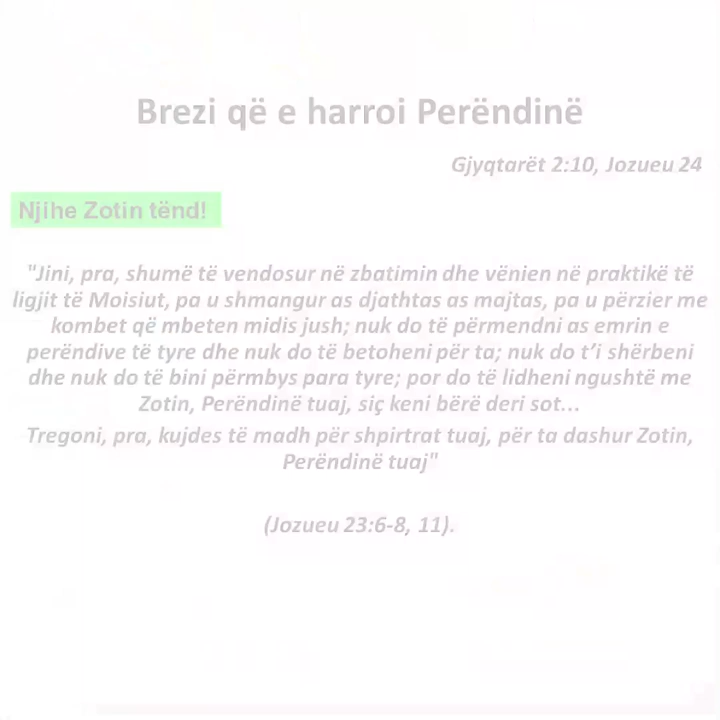 Brezi që e harroi Perëndinë
Gjyqtarët 2:10, Jozueu 24
Njihe Zotin tënd!
"Jini, pra, shumë të vendosur në zbatimin dhe vënien në praktikë të
ligjit të Moisiut, pa u shmangur as djathtas as majtas, pa u përzier me
kombet që mbeten midis jush; nuk do të përmendni as emrin e
perëndive të tyre dhe nuk do të betoheni për ta; nuk do t’i shërbeni
dhe nuk do të bini përmbys para tyre; por do të lidheni ngushtë me
Zotin, Perëndinë tuaj, siç keni bërë deri sot...
Tregoni, pra, kujdes të madh për shpirtrat tuaj, për ta dashur Zotin,
Perëndinë tuaj"
(Jozueu 23:6-8, 11).